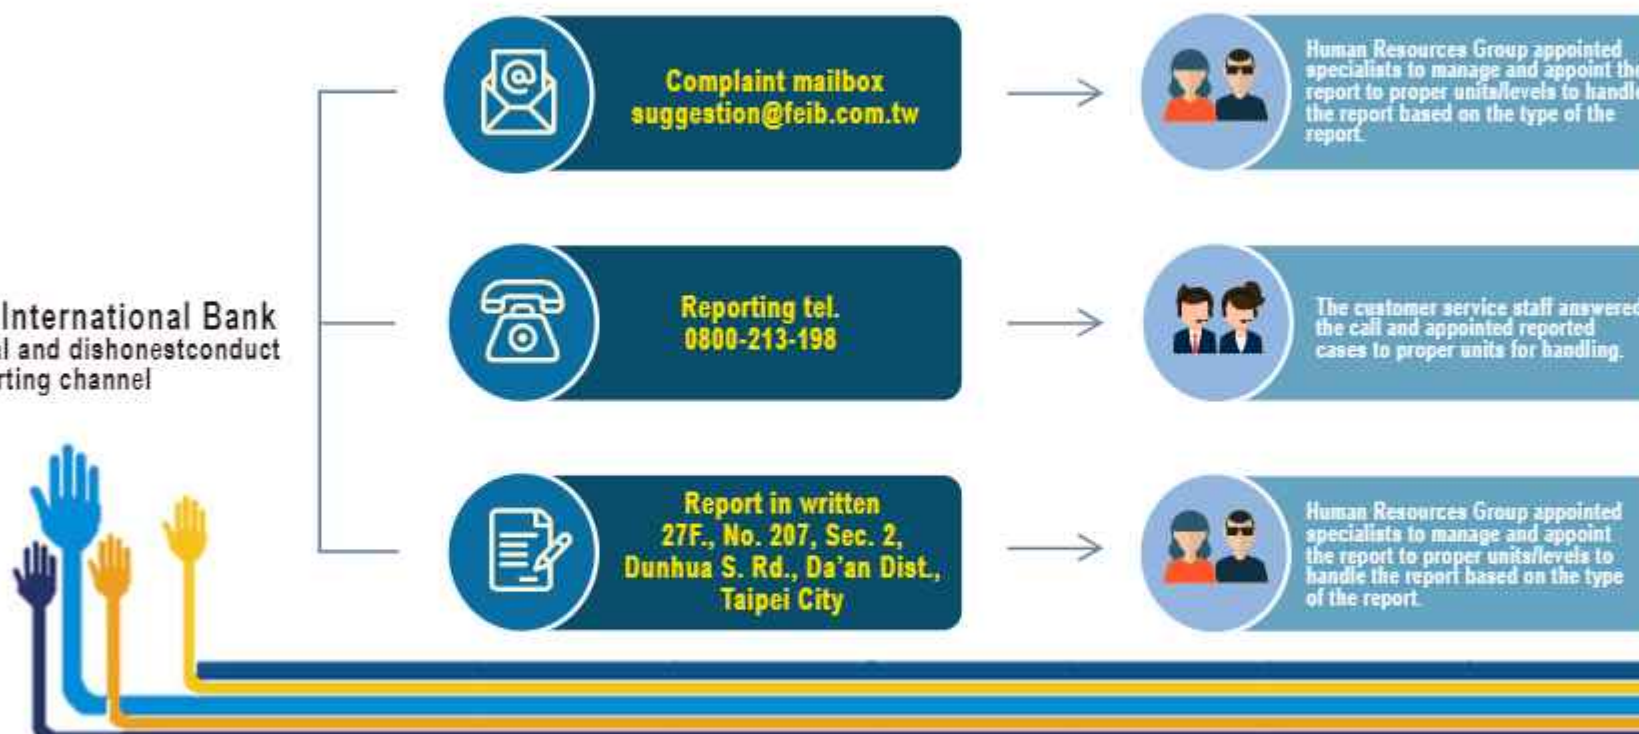 International Bank
al and dishonestconduct
rting channel
Complaint mailbox
suggestion@feib.com.tw
Human Resources Group appointed
specialists to manage and appoint the
report to proper units/levels to handle
the report based on the type of the
report.
Reporting tel.
0800-213-198
The customer service staff answered
the call and appointed reported
cases to proper units for handling.
Report in written
27F., No. 207, Sec. 2,
Dunhua S. Rd., Da'an Dist.,
Taipei City
Human Resources Group appointed
specialists to manage and appoint
the report to proper units/levels to
handle the report based on the type
of the report.